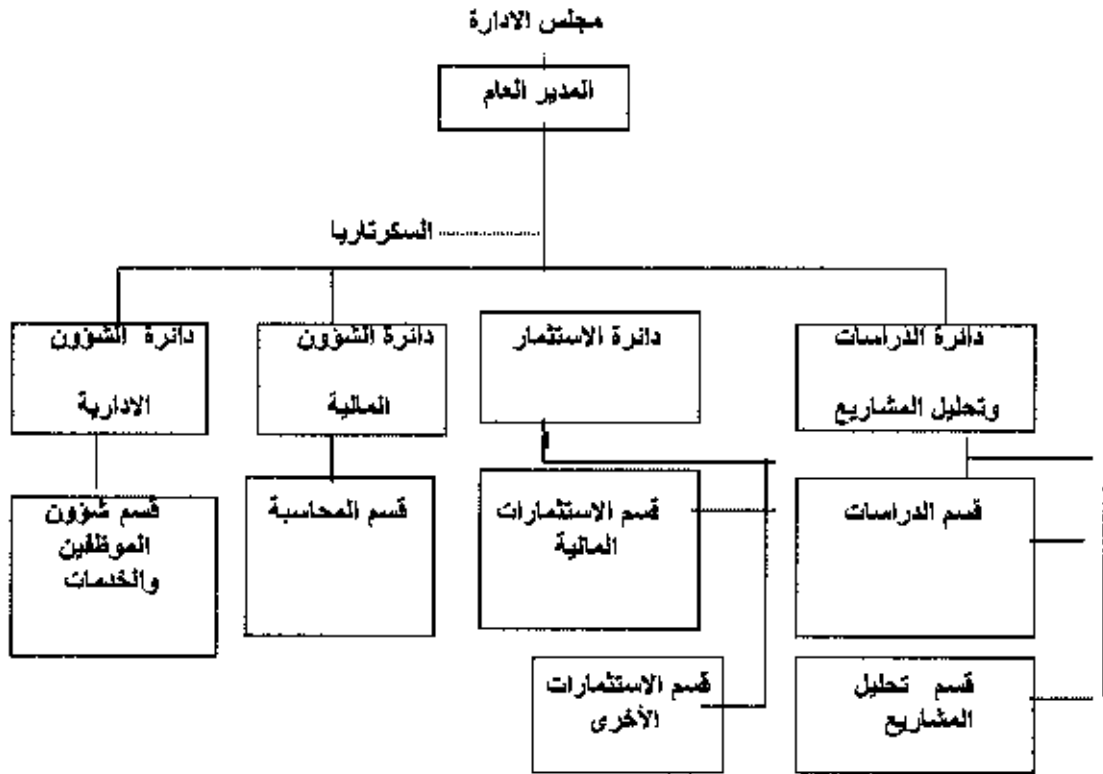 مجلس الادارة
المدير العام
السكرتاريا
دائرة الدراسات
وتحليل المشاريع
دائرة الاستثمار
دائرة الشؤون
المالية
دائرة الشؤون
الادارية
قسم الدراسات
قسم الاستثمارات
المالية
قسم المحاسبة
قسم شؤون
الموظفين
والخدمات
قسم تحليل
المشاريع
قسم الاستثمارات
الأخرى